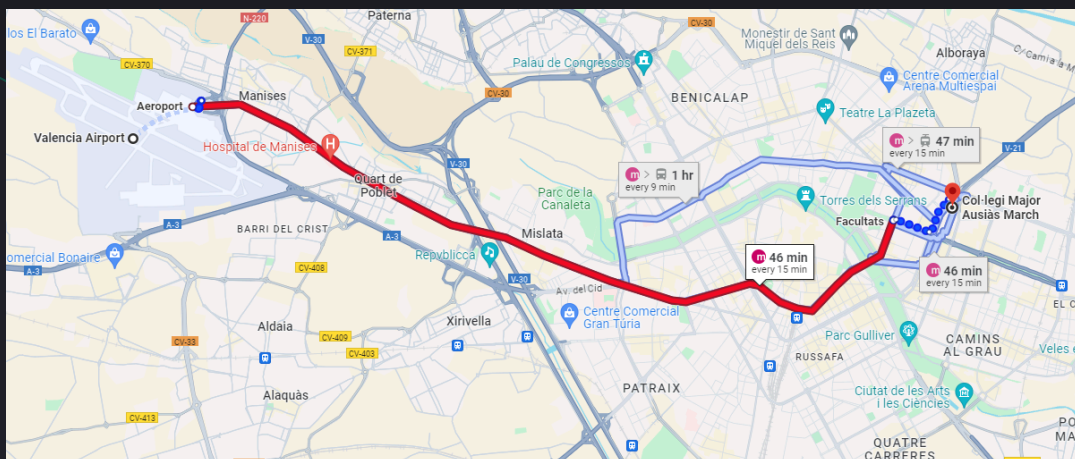 N-220
Paterna
CV-30
los El Barato
V-30
CV-371
Monestir de Sant
Miquel dels Reis
Alboraya
CV-370
Palau de Congressos
Centre Comercial
Arena Multiespai
Manises
CV-30
BENICALAP
Aeroport
Teatre La Plazeta
Valencia Airport
Hospital de Manises
H
m > 47 min
every 15 min
V-21
V-30
m > 1 hr
every 9 min
Quart de
Poblet
Parc de la
Canaleta
Torres dels Serrans
Col·legi Major
Ausiàs March
Facultats
BARRI DEL CRIST
A-3
Mislata
omercial Bonaire
Repvblicca
m 46 min
every 15 min
m 46 min
every 15 min
A-3
CV-408
V-30
Av. del Cid
Centre Comercial
Gran Túria
Aldaia
Xirivella
Parc Gulliver
CAMINS
AL GRAU
CV-33
CV-409
CV-403
RUSSAFA
Alaquàs
PATRAIX
Ciutat de les Arts
i les Ciències
CV-413
QUATRE
CARRERES